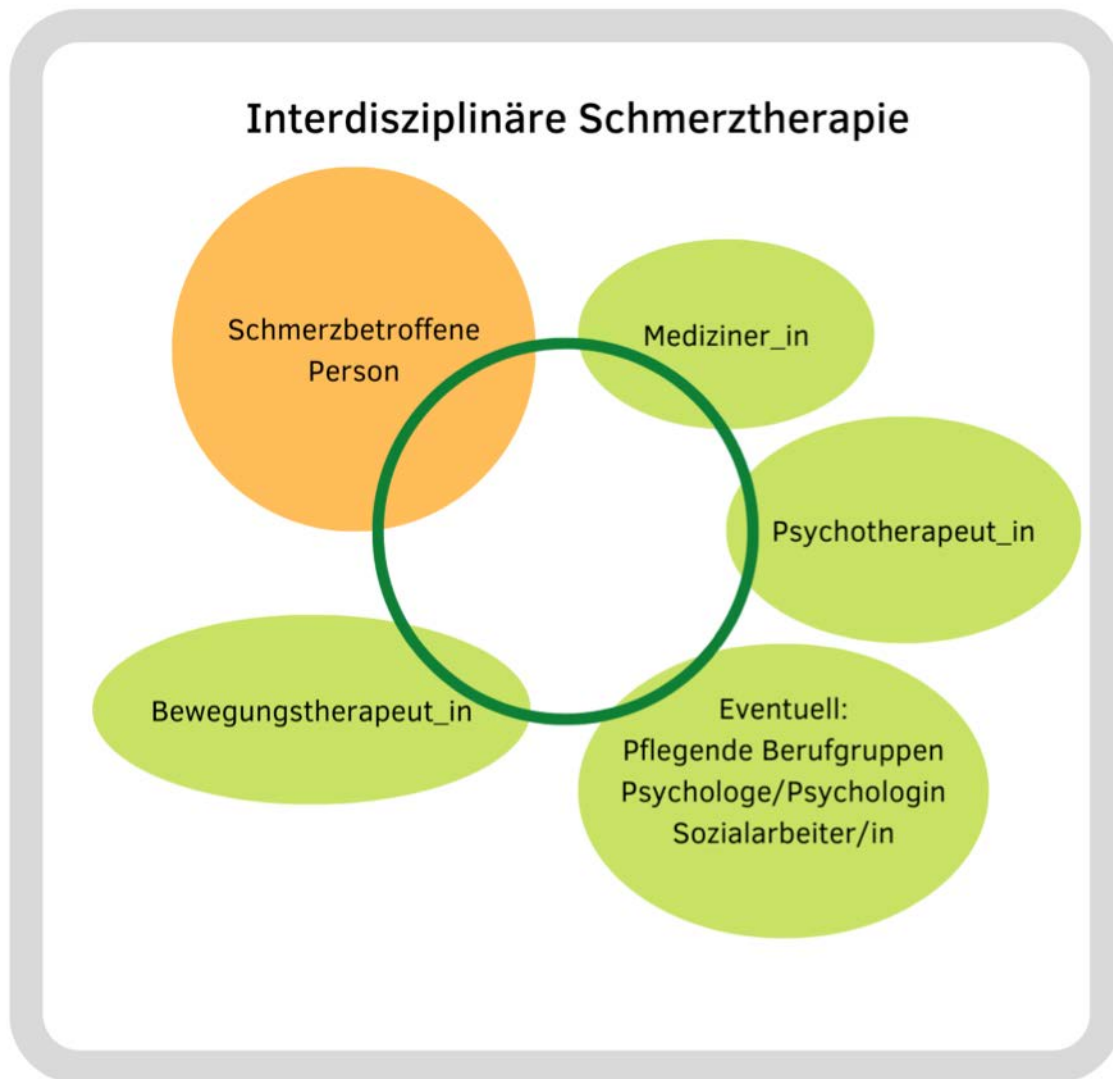 Interdisziplinäre Schmerztherapie
Schmerzbetroffene
Person
Mediziner_in
Psychotherapeut_in
Bewegungstherapeut_in
Eventuell:
Pflegende Berufgruppen
Psychologe/Psychologin
Sozialarbeiter/in